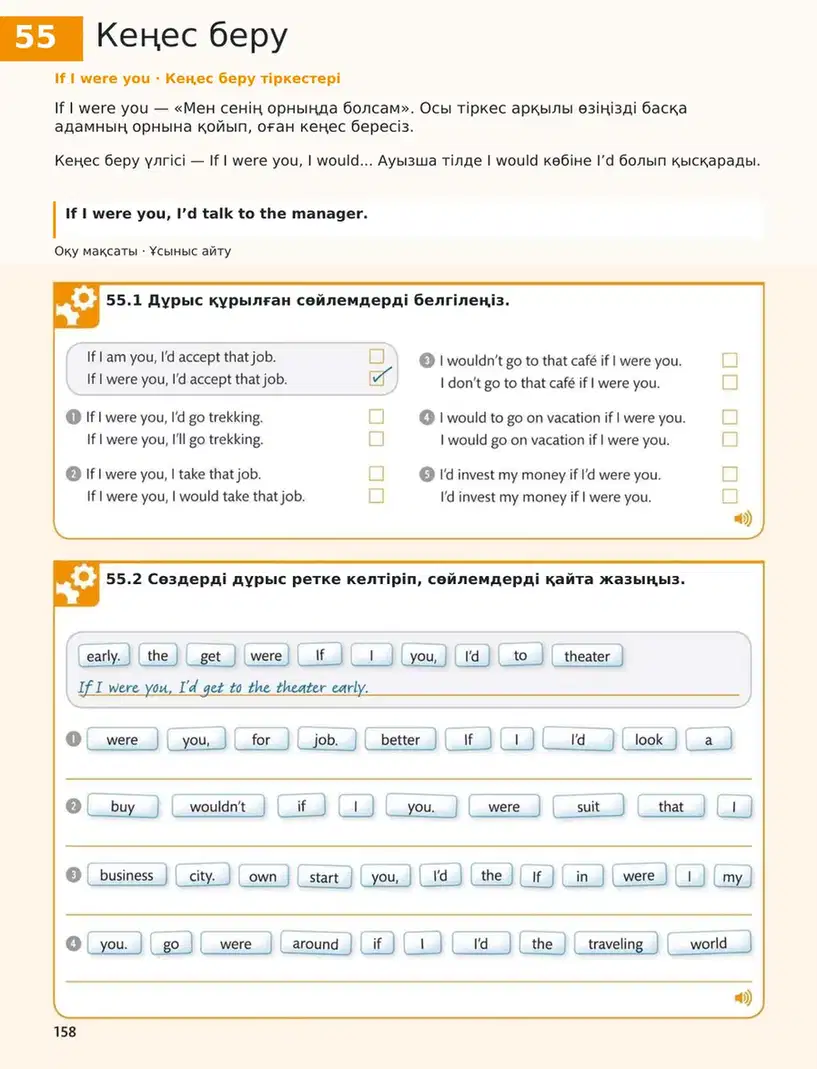 55 Кеңес беру
If I were you · Кеңес беру тіркестері
If I were you — «Мен сенің орныңда болсам». Осы тіркес арқылы өзіңізді басқа
адамның орнына қойып, оған кеңес бересіз.
Кеңес беру үлгісі — If I were you, I would... Ауызша тілде I would көбіне I’d болып қысқарады.
If I were you, I’d talk to the manager.
Оқу мақсаты · Ұсыныс айту
55.1 Дұрыс құрылған сөйлемдерді белгілеңіз.
If I am you, I’d accept that job.
If I were you, I’d accept that job.
1 If I were you, I’d go trekking.
If I were you, I’ll go trekking.
2 If I were you, I take that job.
If I were you, I would take that job.
3 I wouldn’t go to that café if I were you.
I don’t go to that café if I were you.
4 I would to go on vacation if I were you.
I would go on vacation if I were you.
5 I’d invest my money if I’d were you.
I’d invest my money if I were you.
55.2 Сөздерді дұрыс ретке келтіріп, сөйлемдерді қайта жазыңыз.
early. the get were If I you, I’d to theater
If I were you, I’d get to the theater early.
1 were you, for job. better If I I’d look a
2 buy wouldn’t if I you. were suit that I
3 business city. own start you, I’d the If in were I my
4 you. go were around if I I’d the traveling world
158